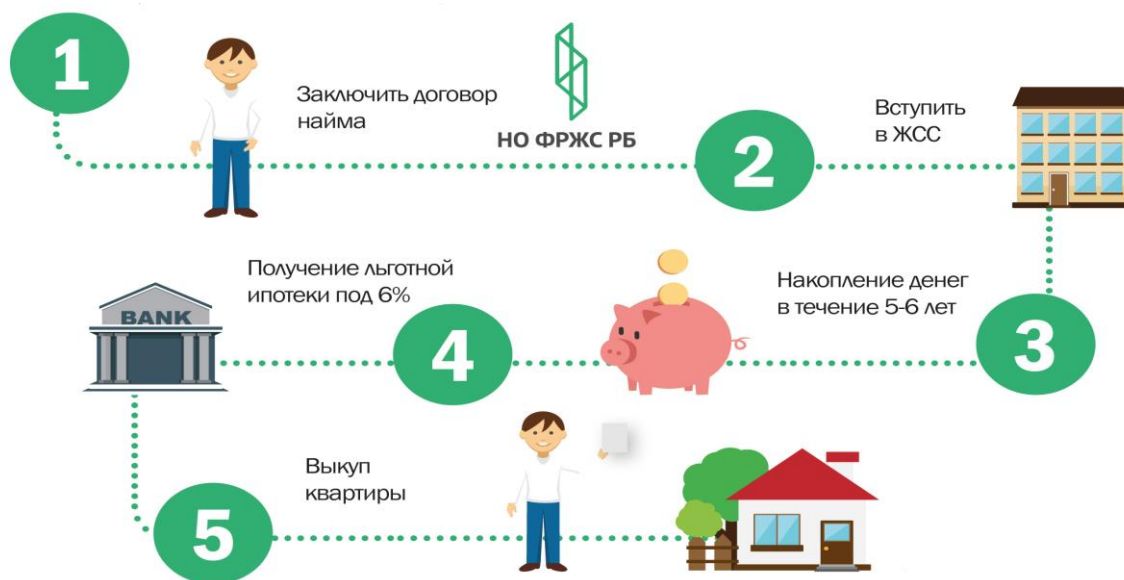 1
Заключить договор
найма
НО ФРЖС РБ
2
Вступить
в ЖСС
3
Накопление денег
в течение 5-6 лет
4
Получение льготной
ипотеки под 6%
BANK
5
Выкуп
квартиры